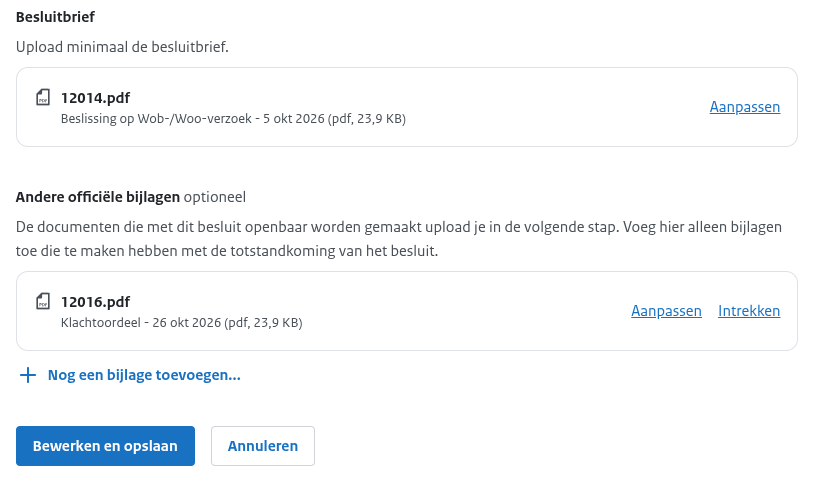 Besluitbrief
Upload minimaal de besluitbrief.
12014.pdf
Beslissing op Wob-/Woo-verzoek - 5 okt 2026 (pdf, 23,9 KB)
Aanpassen
Andere officiële bijlagen optioneel
De documenten die met dit besluit openbaar worden gemaakt upload je in de volgende stap. Voeg hier alleen bijlagen
toe die te maken hebben met de totstandkoming van het besluit.
12016.pdf
Klachtoordeel - 26 okt 2026 (pdf, 23,9 KB)
Aanpassen Intrekken
Nog een bijlage toevoegen...
Bewerken en opslaan Annuleren